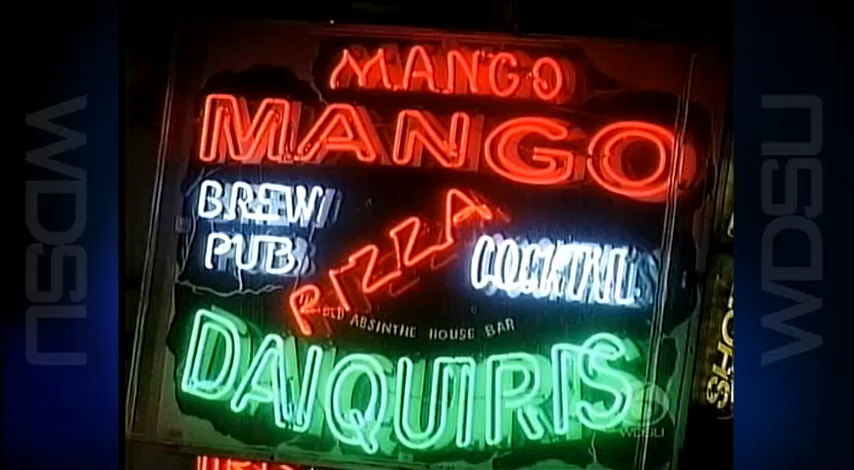 MANGO
MANGO
BREW
PUB
PIZZA
COCKTAILS
OLD ABSINTHE HOUSE BAR
DAIQUIRIS
WDSU
WDSU
WDSU